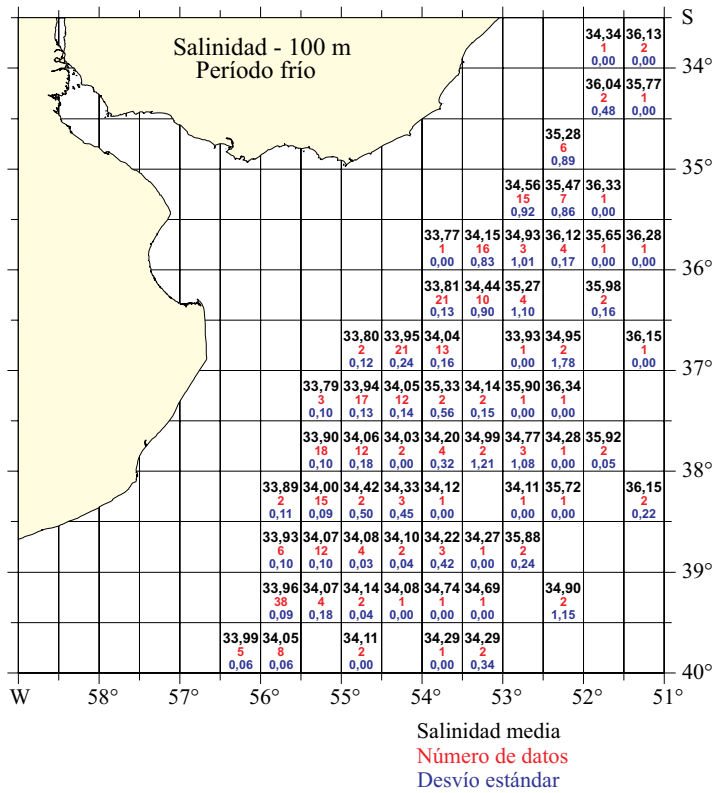 Salinidad - 100 m
Período frío
S
34,34 36,13
1 2
0,00 0,00
34°
36,04 35,77
2 1
0,48 0,00
35,28
6
0,89
35°
34,56 35,47 36,33
15 7 1
0,92 0,86 0,00
33,77 34,15 34,93 36,12 35,65 36,28
1 16 3 4 1 1
0,00 0,83 1,01 0,17 0,00 0,00
36°
33,81 34,44 35,27 35,98
21 10 4 2
0,13 0,90 1,10 0,16
33,80 33,95 34,04 33,93 34,95 36,15
2 21 13 1 2 1
0,12 0,24 0,16 0,00 1,78 0,00
37°
33,79 33,94 34,05 35,33 34,14 35,90 36,34
3 17 12 2 2 1 1
0,10 0,13 0,14 0,56 0,15 0,00 0,00
33,90 34,06 34,03 34,20 34,99 34,77 34,28 35,92
18 12 2 4 2 3 1 2
0,10 0,18 0,00 0,32 1,21 1,08 0,00 0,05
38°
33,89 34,00 34,42 34,33 34,12 34,11 35,72 36,15
2 15 2 3 1 1 1 2
0,11 0,09 0,50 0,45 0,00 0,00 0,00 0,22
33,93 34,07 34,08 34,10 34,22 34,27 35,88
6 12 4 2 3 1 2
0,10 0,10 0,03 0,04 0,42 0,00 0,24
39°
33,96 34,07 34,14 34,08 34,74 34,69 34,90
38 4 2 1 1 1 2
0,09 0,18 0,04 0,00 0,00 0,00 1,15
33,99 34,05 34,11 34,29 34,29
5 8 2 1 2
0,06 0,06 0,00 0,00 0,34
40°
W 58° 57° 56° 55° 54° 53° 52° 51°
Salinidad media
Número de datos
Desvío estándar